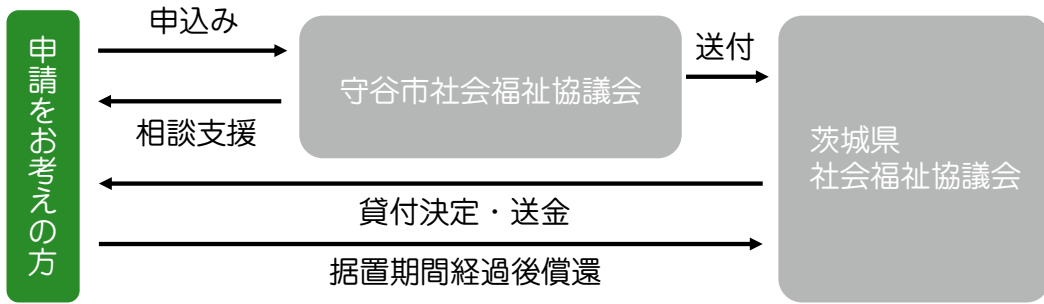 申請をお考えの方
申込み
相談支援
守谷市社会福祉協議会
送付
茨城県
社会福祉協議会
貸付決定・送金
据置期間経過後償還